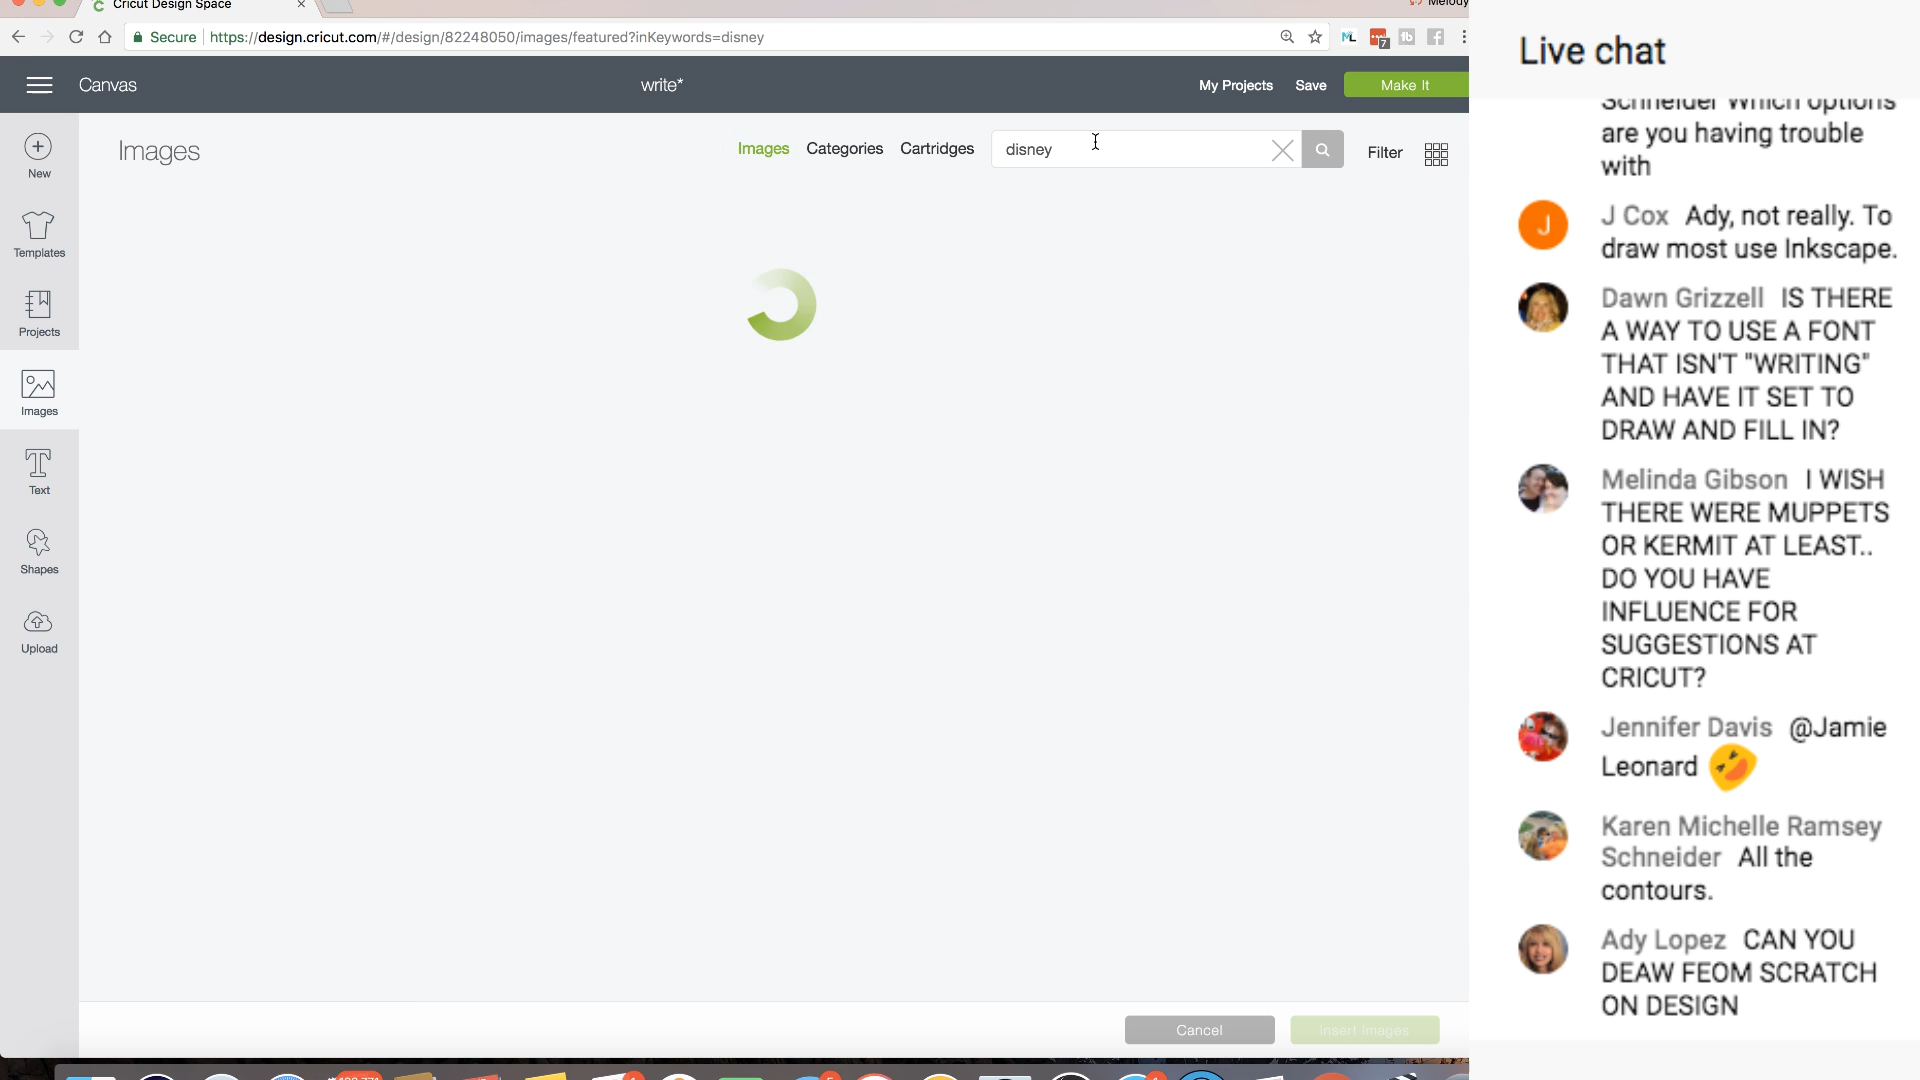 Cricut Design Space
Melody
Secure https://design.cricut.com/#/design/82248050/images/featured?inKeywords=disney
7
Canvas write* My Projects Save Make It
Images Images Categories Cartridges disney Filter
New
Templates
Projects
Images
Text
Shapes
Upload
Cancel Insert Images
Live chat
Schneider Which options
are you having trouble
with
J
J Cox Ady, not really. To
draw most use Inkscape.
Dawn Grizzell IS THERE
A WAY TO USE A FONT
THAT ISN'T "WRITING"
AND HAVE IT SET TO
DRAW AND FILL IN?
Melinda Gibson I WISH
THERE WERE MUPPETS
OR KERMIT AT LEAST..
DO YOU HAVE
INFLUENCE FOR
SUGGESTIONS AT
CRICUT?
Jennifer Davis @Jamie
Leonard
Karen Michelle Ramsey
Schneider All the
contours.
Ady Lopez CAN YOU
DEAW FEOM SCRATCH
ON DESIGN